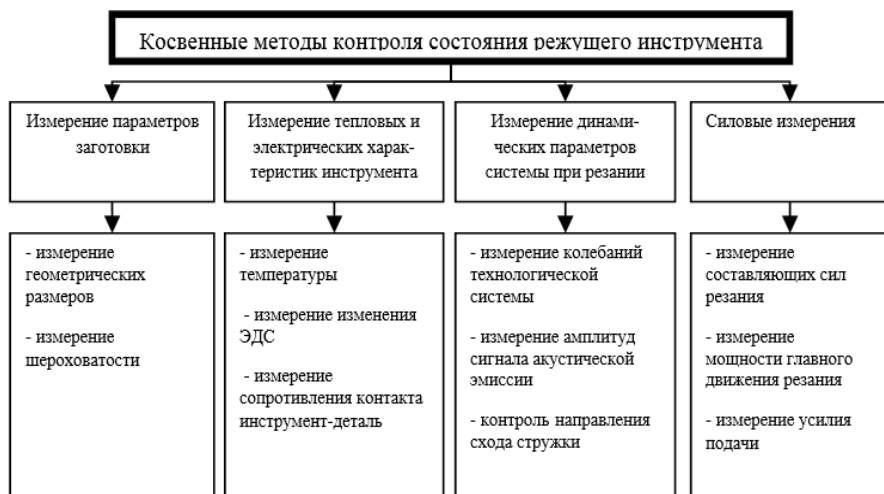 Косвенные методы контроля состояния режущего инструмента
Измерение параметров
заготовки
Измерение тепловых и
электрических харак-
теристик инструмента
Измерение динами-
ческих параметров
системы при резании
Силовые измерения
- измерение
геометрических
размеров
- измерение
шероховатости
- измерение
температуры
- измерение изменения
ЭДС
- измерение
сопротивления контакта
инструмент-деталь
- измерение колебаний
технологической
системы
- измерение амплитуд
сигнала акустической
эмиссии
- контроль направления
схода стружки
- измерение
составляющих сил
резания
- измерение
мощности главного
движения резания
- измерение усилия
подачи